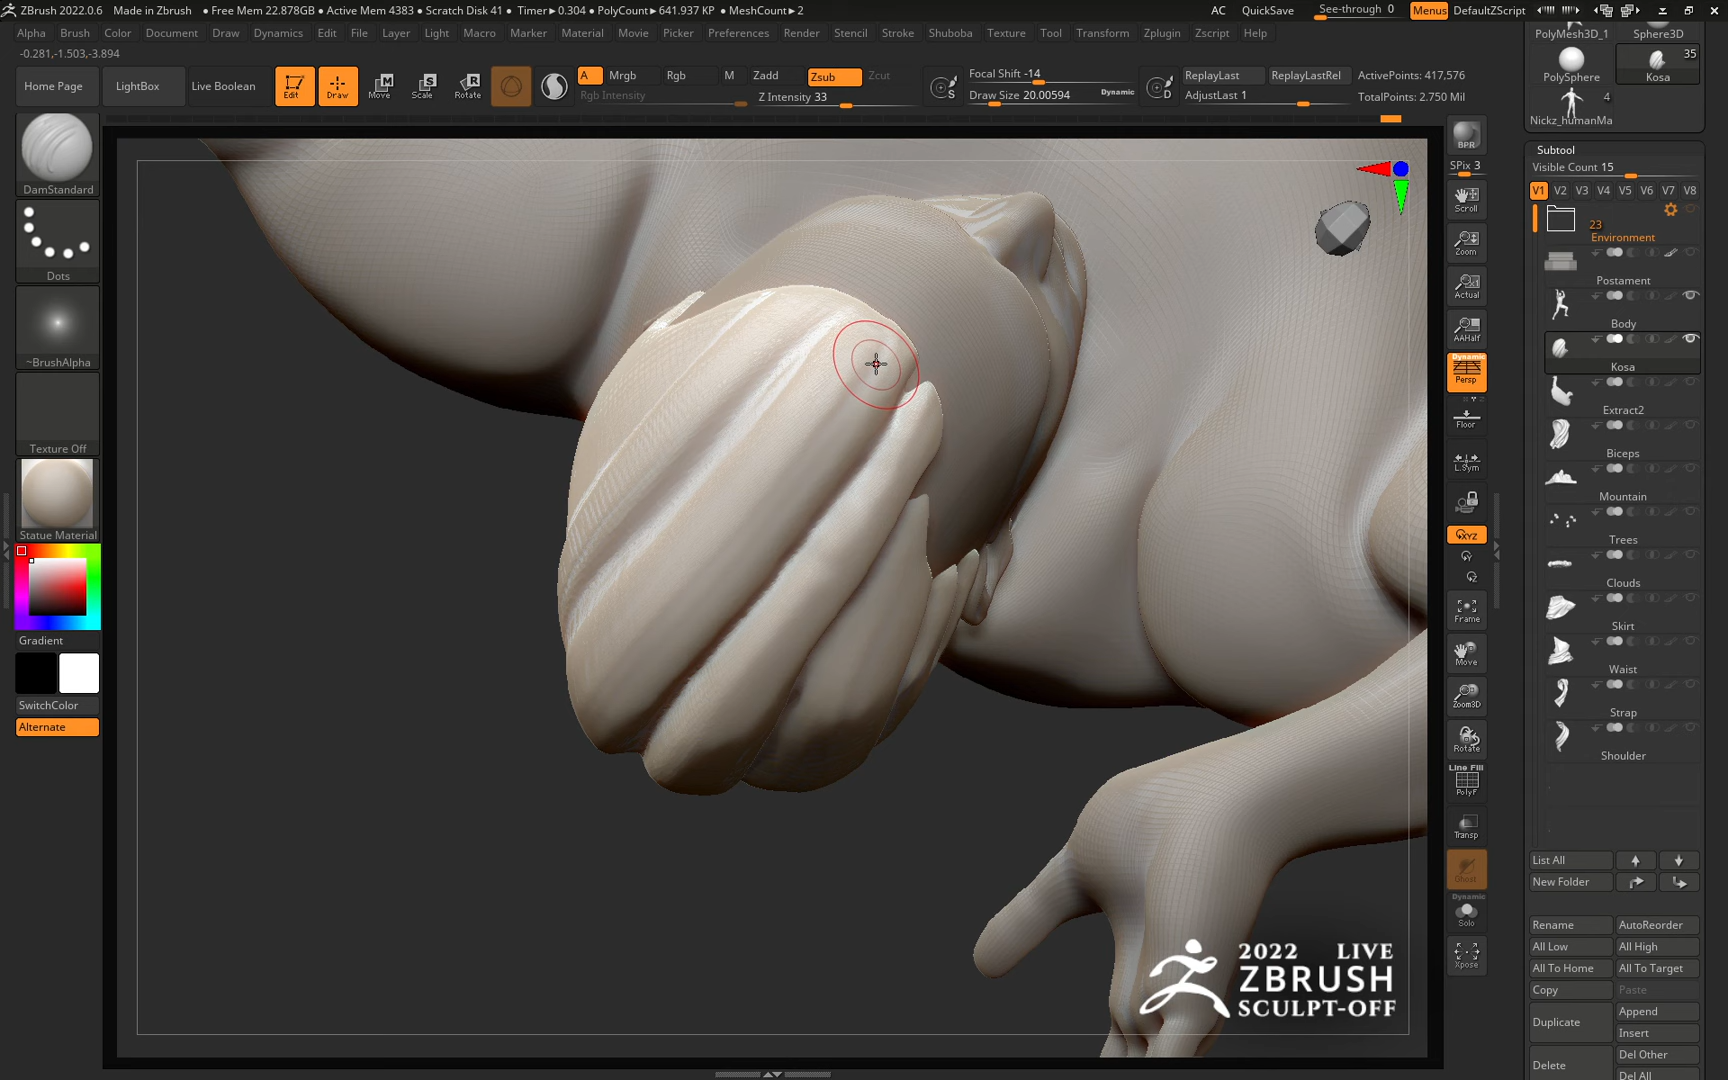 ZBrush 2022.0.6 Made in Zbrush • Free Mem 22.878GB • Active Mem 4383 • Scratch Disk 41 • Timer▸0.304 • PolyCount▸641.937 KP • MeshCount▸2 AC QuickSave See-through 0 Menus DefaultZScript
Alpha Brush Color Document Draw Dynamics Edit File Layer Light Macro Marker Material Movie Picker Preferences Render Shuboba Stencil Stroke Texture Tool Transform Zplugin Zscript Help
-0.281,-1.503,-3.894
Home Page LightBox Live Boolean Edit Draw Move Scale Rotate
A Mrgb Rgb M Zadd Zsub Zcut
Rgb Intensity Z Intensity 33
S Focal Shift -14
Draw Size 20.00594 Dynamic
D ReplayLast ReplayLastRel
AdjustLast 1
ActivePoints: 417,576
TotalPoints: 2.750 Mil
PolyMesh3D_1 Sphere3D
35
PolySphere Kosa
4
Nickz_humanMa
DamStandard
Dots
~BrushAlpha
Texture Off
Statue Material
Gradient
SwitchColor
Alternate
BPR
SPix 3
Scroll
Zoom
Actual
AAHalf
Dynamic
Persp
Floor
L.Sym
XYZ
Y
Z
Frame
Move
Zoom3D
Rotate
Line Fill
PolyF
Transp
Ghost
Dynamic
Solo
Xpose
Subtool
Visible Count 15
V1 V2 V3 V4 V5 V6 V7 V8
23
Environment
Postament
Body
Kosa
Extract2
Biceps
Mountain
Trees
Clouds
Skirt
Waist
Strap
Shoulder
List All
New Folder
Rename AutoReorder
All Low All High
All To Home All To Target
Copy Paste
Duplicate Append
Insert
Delete Del Other
Del All
2022 LIVE
ZBRUSH
SCULPT-OFF